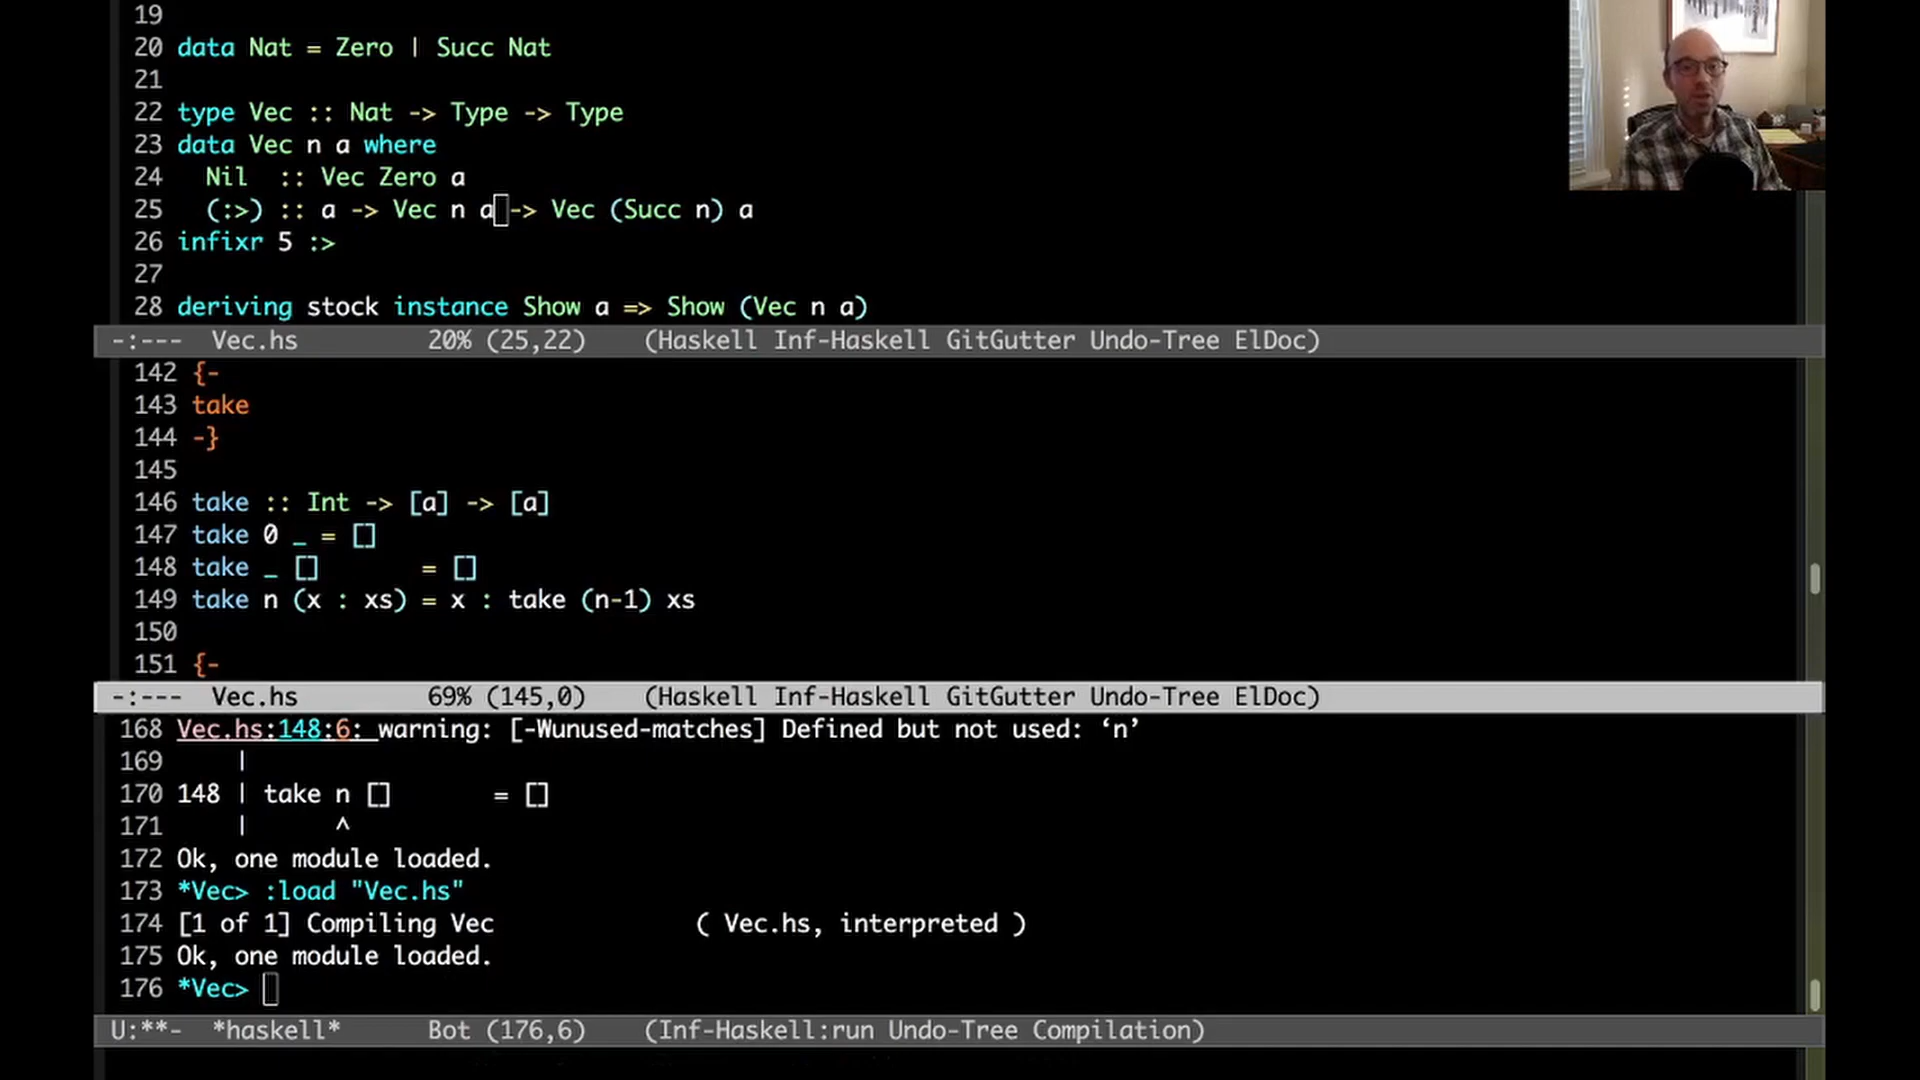 19
20 data Nat = Zero | Succ Nat
21
22 type Vec :: Nat -> Type -> Type
23 data Vec n a where
24   Nil  :: Vec Zero a
25   (:>) :: a -> Vec n a -> Vec (Succ n) a
26 infixr 5 :>
27
28 deriving stock instance Show a => Show (Vec n a)
-:---  Vec.hs         20% (25,22)    (Haskell Inf-Haskell GitGutter Undo-Tree ElDoc)
142 {-
143 take
144 -}
145
146 take :: Int -> [a] -> [a]
147 take 0 _ = []
148 take _ []       = []
149 take n (x : xs) = x : take (n-1) xs
150
151 {-
-:---  Vec.hs         69% (145,0)    (Haskell Inf-Haskell GitGutter Undo-Tree ElDoc)
168 Vec.hs:148:6: warning: [-Wunused-matches] Defined but not used: ‘n’
169     |
170 148 | take n []        = []
171     |      ^
172 Ok, one module loaded.
173 *Vec> :load "Vec.hs"
174 [1 of 1] Compiling Vec              ( Vec.hs, interpreted )
175 Ok, one module loaded.
176 *Vec>
U:**-  *haskell*      Bot (176,6)    (Inf-Haskell:run Undo-Tree Compilation)